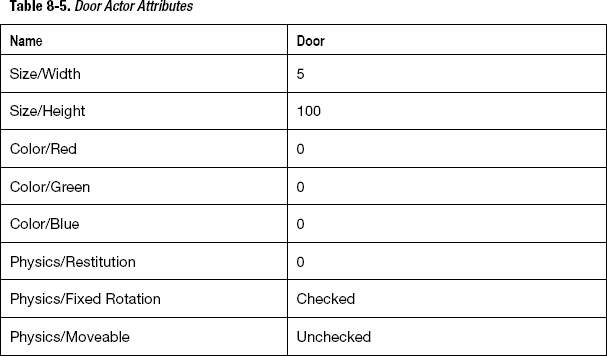 Table 8-5. Door Actor Attributes
Name Door
Size/Width 5
Size/Height 100
Color/Red 0
Color/Green 0
Color/Blue 0
Physics/Restitution 0
Physics/Fixed Rotation Checked
Physics/Moveable Unchecked